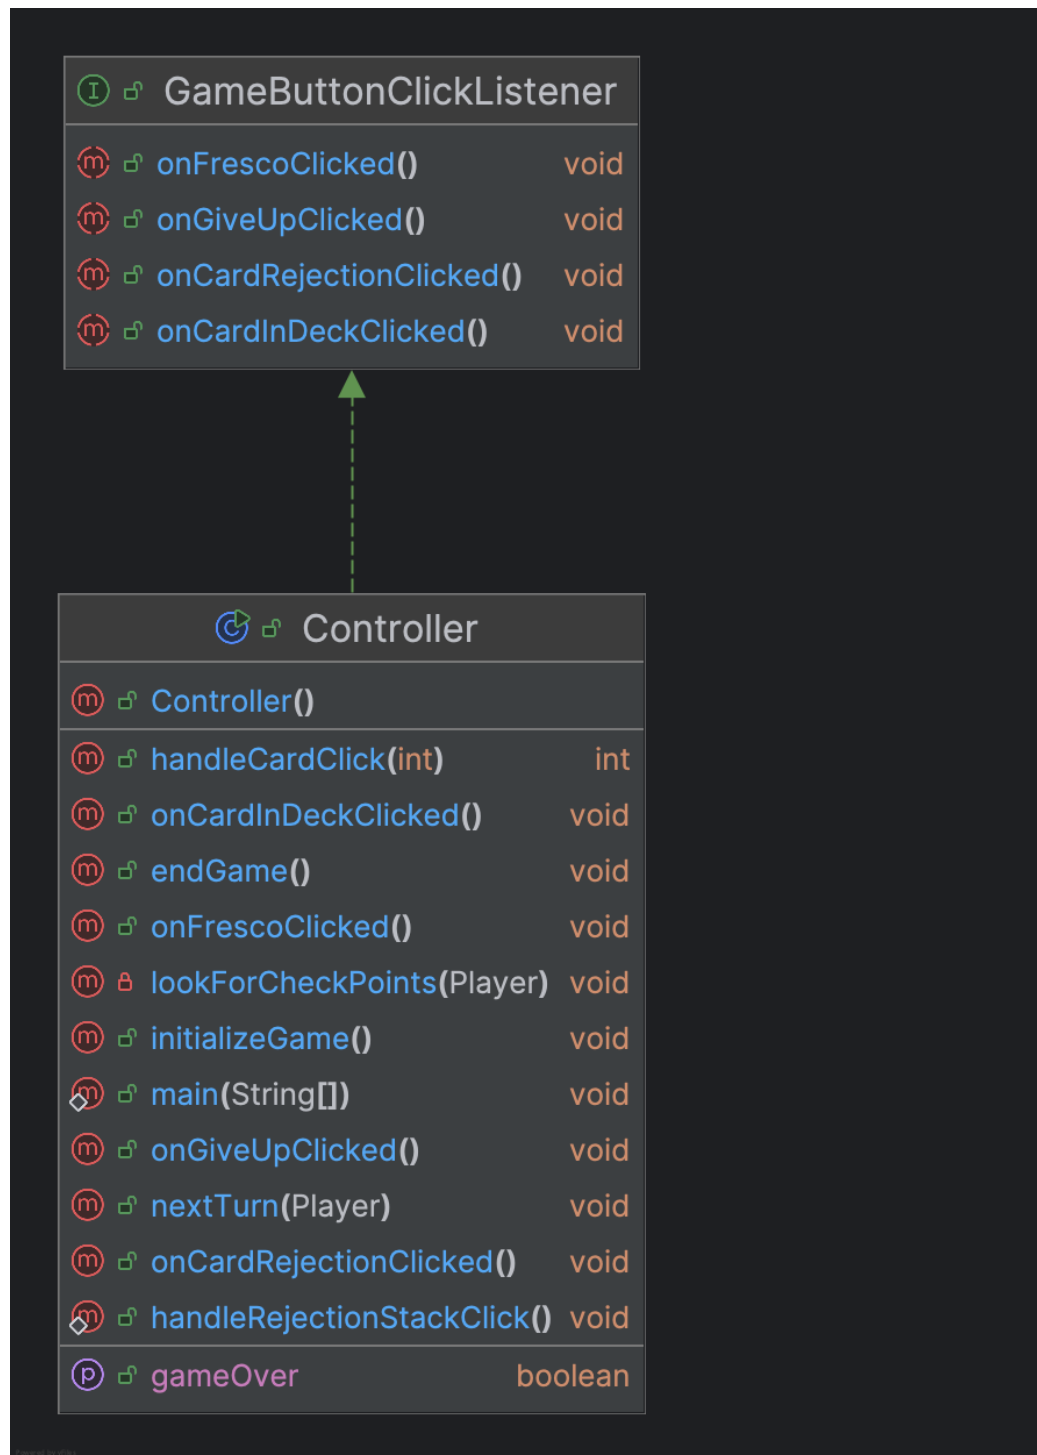 GameButtonClickListener
onFrescoClicked() void
onGiveUpClicked() void
onCardRejectionClicked() void
onCardInDeckClicked() void
Controller
Controller()
handleCardClick(int) int
onCardInDeckClicked() void
endGame() void
onFrescoClicked() void
lookForCheckPoints(Player) void
initializeGame() void
main(String[]) void
onGiveUpClicked() void
nextTurn(Player) void
onCardRejectionClicked() void
handleRejectionStackClick() void
gameOver boolean